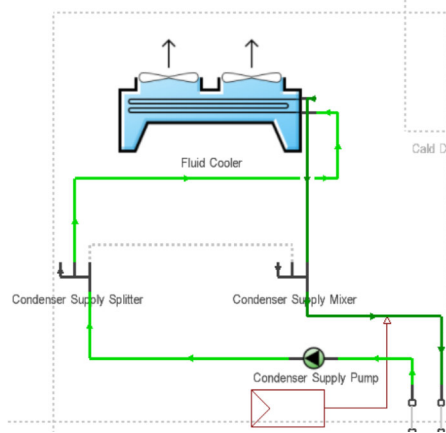 Cald D
Fluid Cooler
Condenser Supply Splitter
Condenser Supply Mixer
Condenser Supply Pump